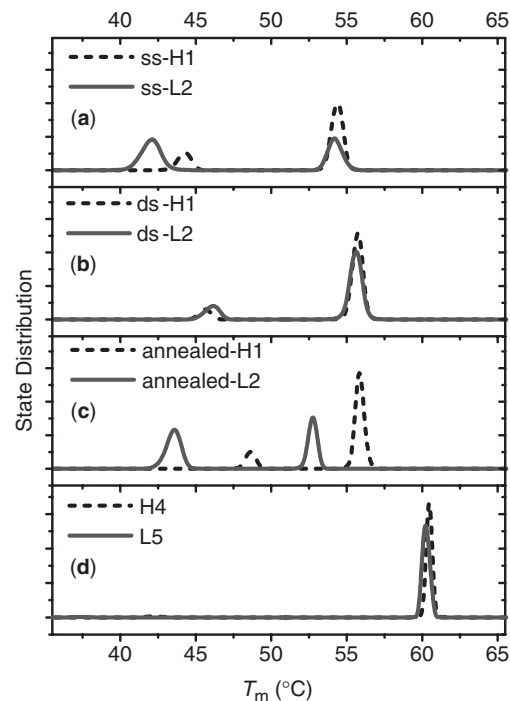 40 45 50 55 60 65
ss-H1
ss-L2
(a)
ds-H1
ds-L2
(b)
State Distribution
annealed-H1
annealed-L2
(c)
H4
L5
(d)
40 45 50 55 60 65
Tm (°C)